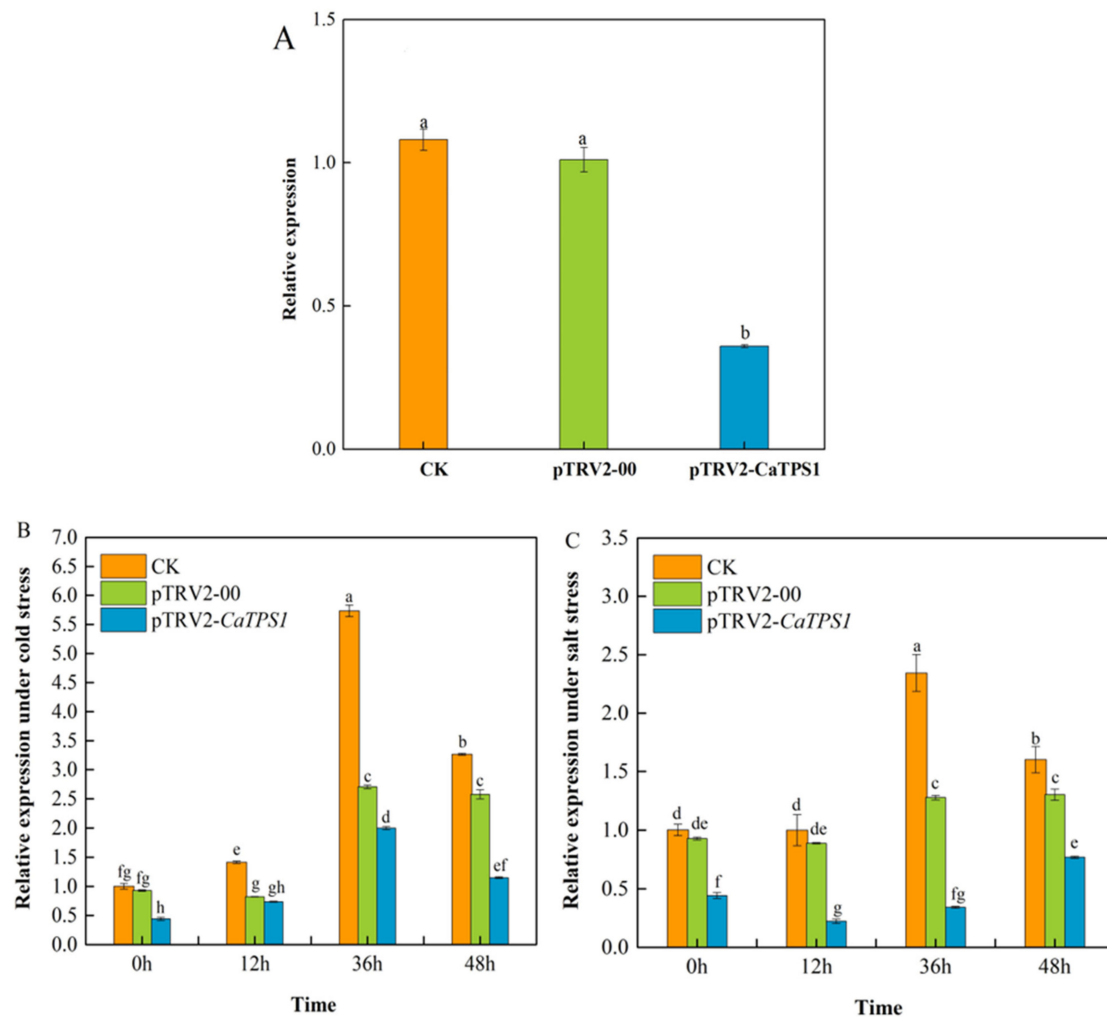 A
1.5
1.0
0.5
0.0
Relative expression
a
a
b
CK
pTRV2-00
pTRV2-CaTPS1
B
7.0
6.5
6.0
5.5
5.0
4.5
4.0
3.5
3.0
2.5
2.0
1.5
1.0
0.5
0.0
Relative expression under cold stress
CK
pTRV2-00
pTRV2-CaTPS1
fg fg h
e g gh
a c d
b c ef
0h 12h 36h 48h
Time
C
3.5
3.0
2.5
2.0
1.5
1.0
0.5
0.0
Relative expression under salt stress
CK
pTRV2-00
pTRV2-CaTPS1
d de f
d de g
a c fg
b c e
0h 12h 36h 48h
Time